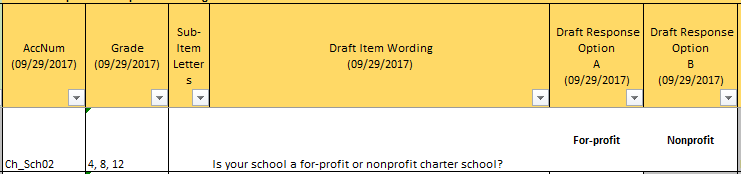 AccNum
(09/29/2017)
Grade
(09/29/2017)
Sub-
Item
Letter
s
Draft Item Wording
(09/29/2017)
Draft Response
Option
A
(09/29/2017)
Draft Response
Option
B
(09/29/2017)
Ch_Sch02
4, 8, 12
Is your school a for-profit or nonprofit charter school?
For-profit
Nonprofit